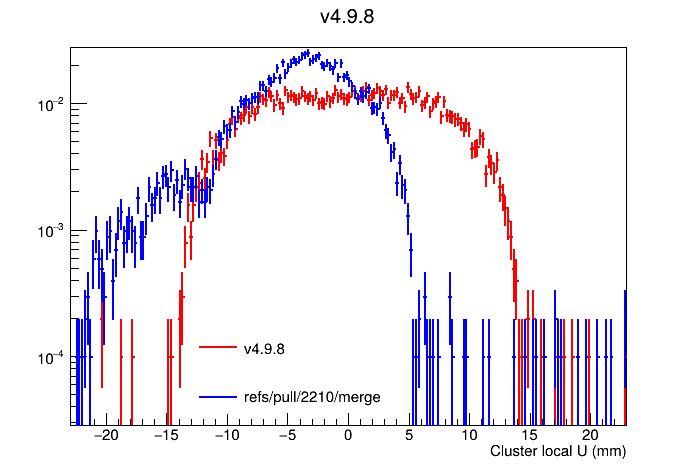 v4.9.8
10⁻²
10⁻³
10⁻⁴
v4.9.8
refs/pull/2210/merge
−20 −15 −10 −5 0 5 10 15 20
Cluster local U (mm)